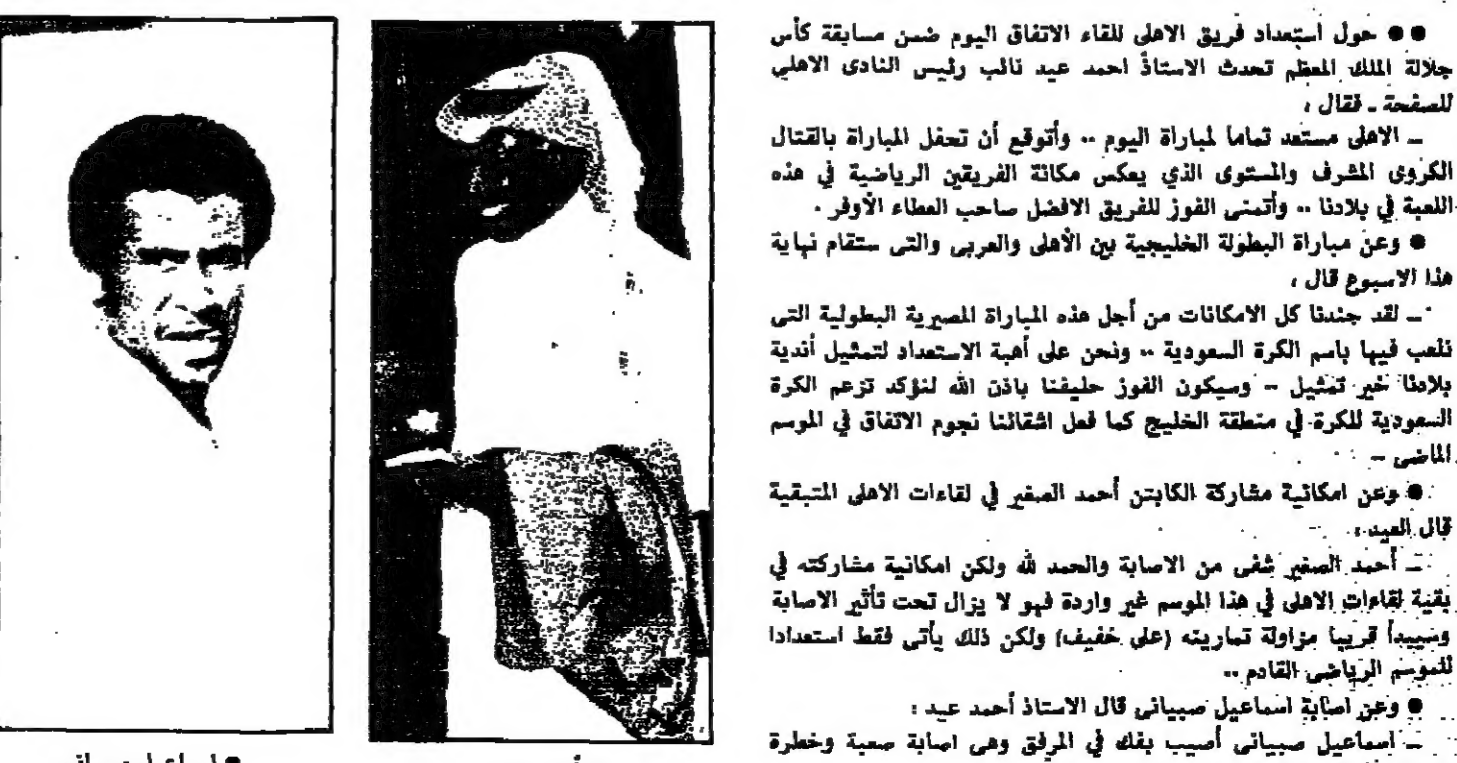 ●● حول استعداد فريق الاهلى للقاء الاتفاق اليوم ضمن مسابقة كأس
جلالة الملك المعظم تحدث الاستاذ احمد عيد نائب رئيس النادى الاهلي
للصفحة ـ فقال ،
ـ الاهلى مستعد تماما لمباراة اليوم .. وأتوقع أن تحفل المباراة بالقتال
الكروى المشرف والمستوى الذي يعكس مكانة الفريقين الرياضية في هذه
اللعبة في بلادنا .. وأتمنى الفوز للفريق الافضل صاحب العطاء الأوفر .
● وعن مباراة البطولة الخليجية بين الأهلى والعربى والتى ستقام نهاية
هذا الاسبوع قال ،
ـ لقد جندنا كل الامكانات من أجل هذه المباراة المصيرية البطولية التى
نلعب فيها باسم الكرة السعودية .. ونحن على أهبة الاستعداد لتمثيل أندية
بلادنا خير تمثيل – وسيكون الفوز حليفنا باذن الله لنؤكد تزعم الكرة
السعودية للكرة في منطقة الخليج كما فعل اشقائنا نجوم الاتفاق في الموسم
الماضى –
● وعن امكانية مشاركة الكابتن أحمد الصغير في لقاءات الاهلى المتبقية
قال العيد :
ـ أحمد الصغير شفى من الاصابة والحمد لله ولكن امكانية مشاركته في
بقية لقاءات الاهلى في هذا الموسم غير واردة فهو لا يزال تحت تأثير الاصابة
وسيبدأ قريبا مزاولة تمارينه (على خفيف) ولكن ذلك يأتى فقط استعدادا
للموسم الرياضى القادم ..
● وعن اصابة اسماعيل صبيانى قال الاستاذ أحمد عيد :
ـ اسماعيل صبيانى أصيب بفك في المرفق وهى اصابة صعبة وخطرة